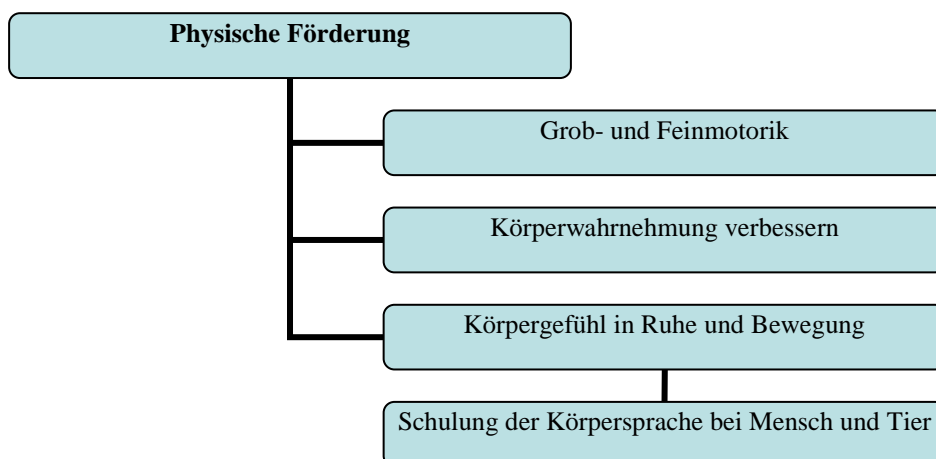 Physische Förderung
Grob- und Feinmotorik
Körperwahrnehmung verbessern
Körpergefühl in Ruhe und Bewegung
Schulung der Körpersprache bei Mensch und Tier